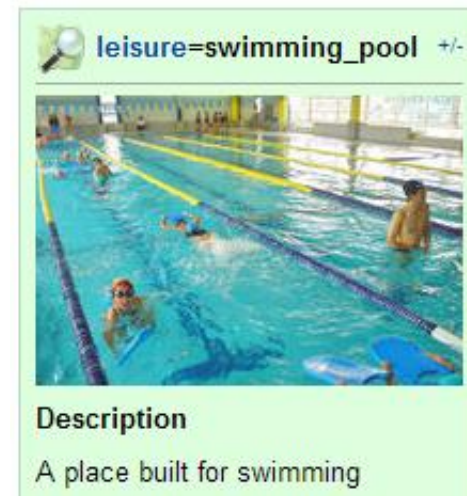 leisure=swimming_pool +/-
Description
A place built for swimming